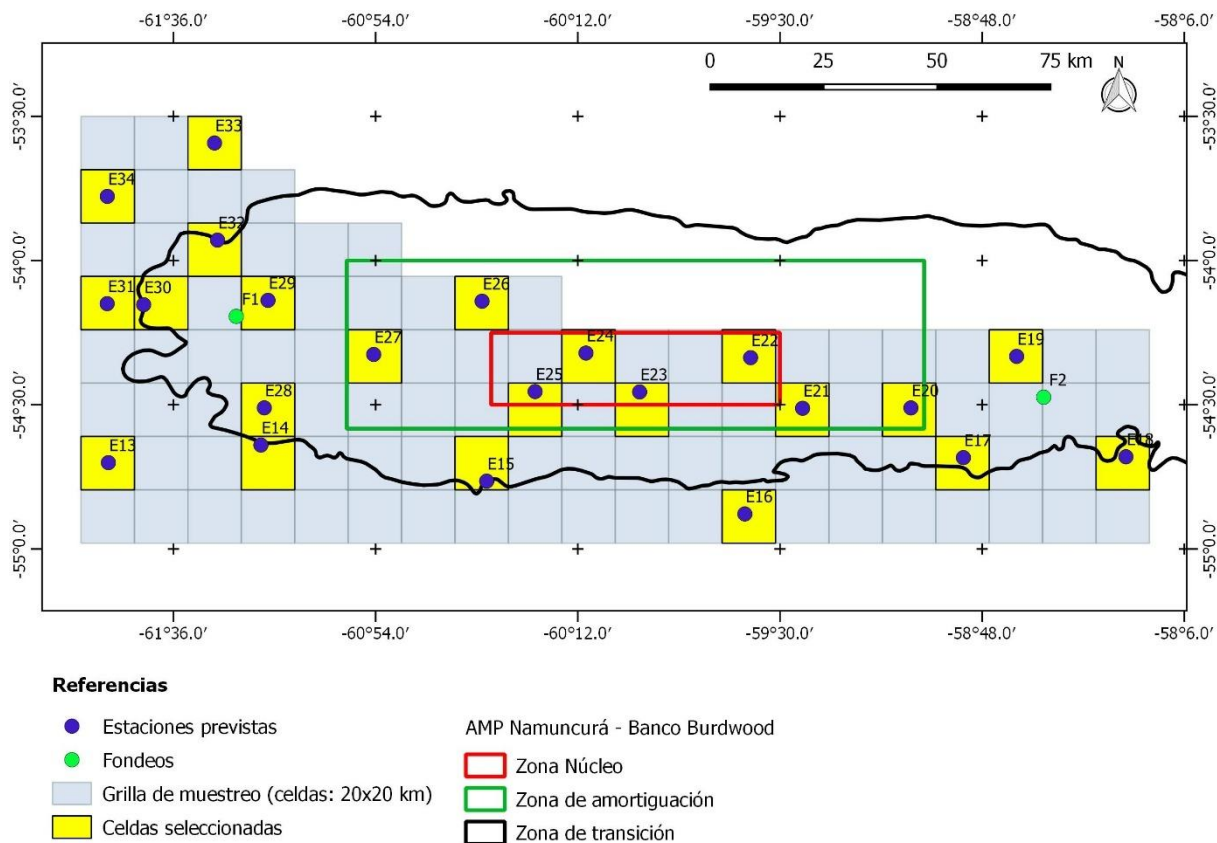 -61°36.0′ -60°54.0′ -60°12.0′ -59°30.0′ -58°48.0′ -58°6.0′
0 25 50 75 km
N
-53°30.0′ -53°30.0′
E33
E34
E32
-54°0.0′ -54°0.0′
E31 E30 E29 E26
F1
E27 E24 E22 E19
E25 E23 F2
E28 E21 E20
-54°30.0′ -54°30.0′
E14
E13 E15 E17 E18
E16
-55°0.0′ -55°0.0′
-61°36.0′ -60°54.0′ -60°12.0′ -59°30.0′ -58°48.0′ -58°6.0′
Referencias
Estaciones previstas
Fondeos
Grilla de muestreo (celdas: 20x20 km)
Celdas seleccionadas
AMP Namuncurá - Banco Burdwood
Zona Núcleo
Zona de amortiguación
Zona de transición